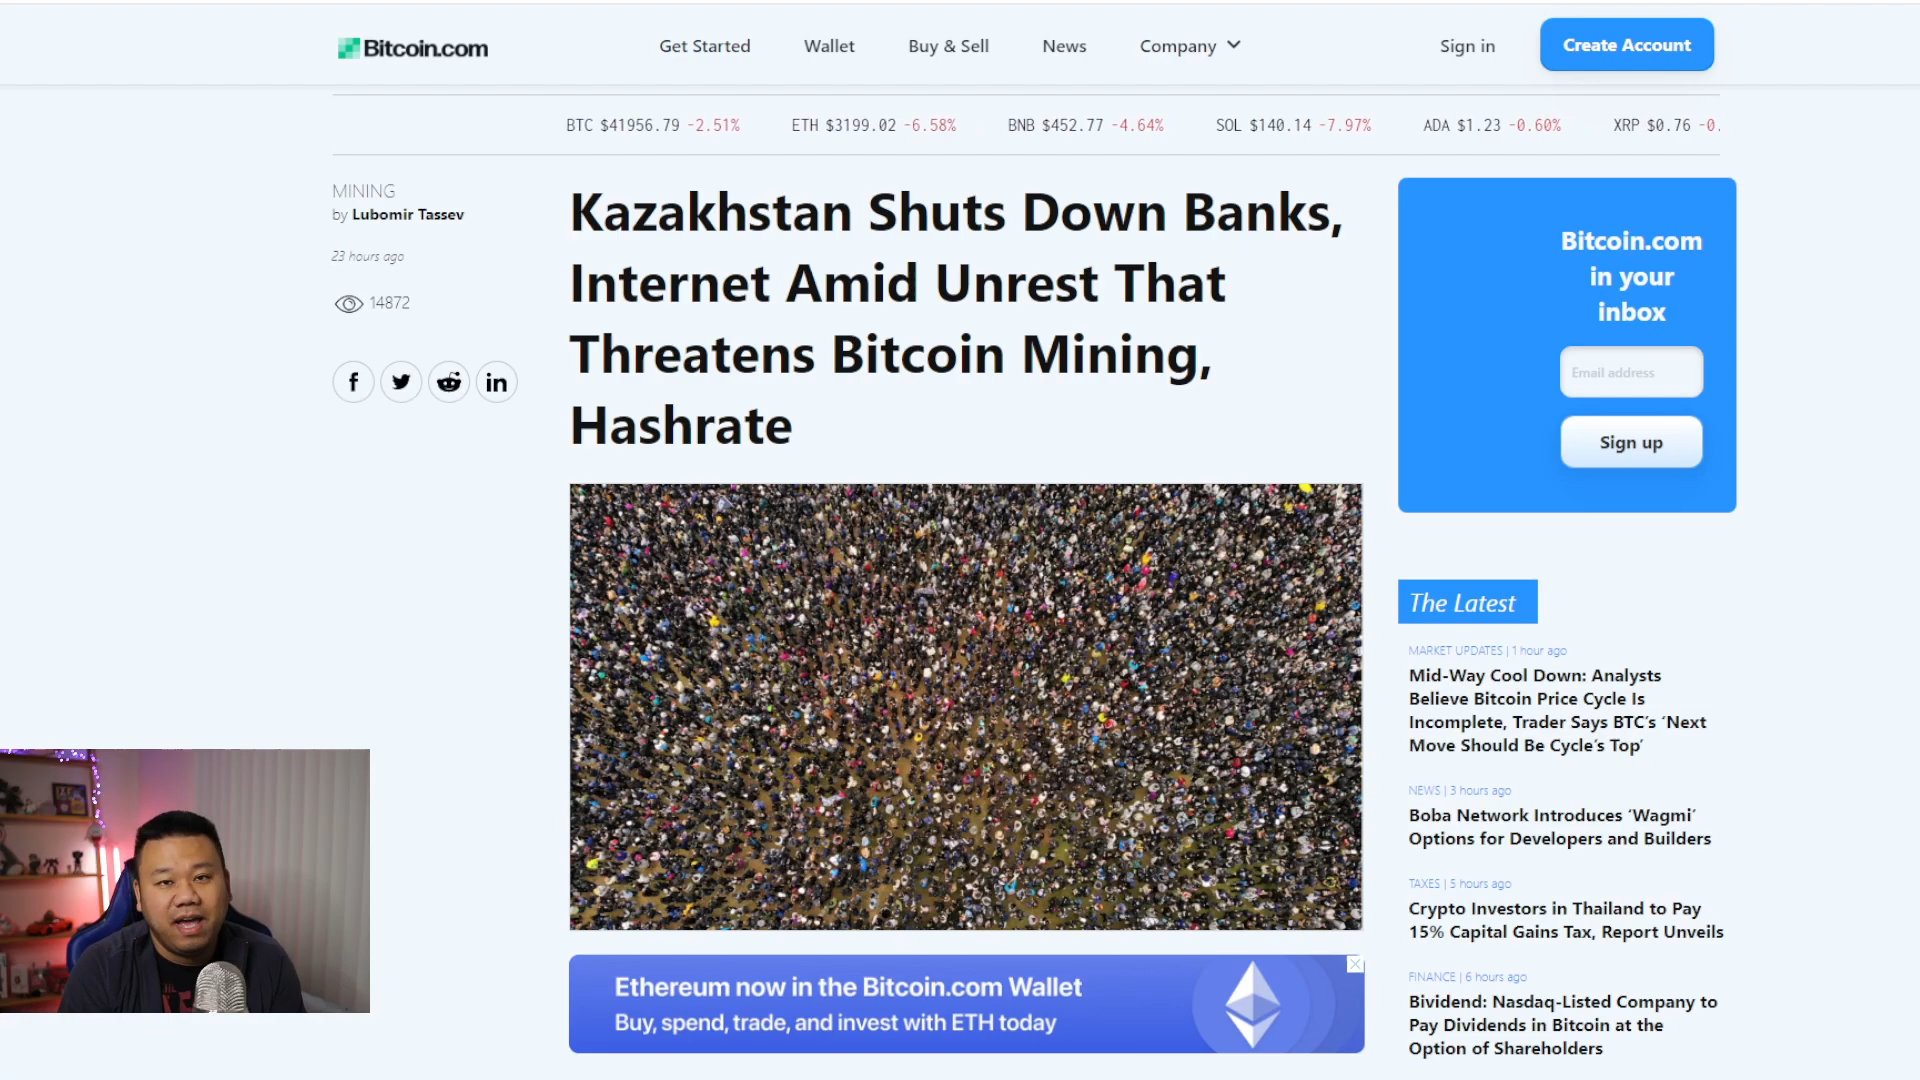 Bitcoin.com
Get Started
Wallet
Buy & Sell
News
Company
Sign in
Create Account
BTC $41956.79 -2.51%
ETH $3199.02 -6.58%
BNB $452.77 -4.64%
SOL $140.14 -7.97%
ADA $1.23 -0.60%
XRP $0.76 -0.
MINING
by Lubomir Tassev
23 hours ago
14872
Kazakhstan Shuts Down Banks,
Internet Amid Unrest That
Threatens Bitcoin Mining,
Hashrate
Bitcoin.com
in your
inbox
Email address
Sign up
The Latest
MARKET UPDATES | 1 hour ago
Mid-Way Cool Down: Analysts
Believe Bitcoin Price Cycle Is
Incomplete, Trader Says BTC's 'Next
Move Should Be Cycle's Top'
NEWS | 3 hours ago
Boba Network Introduces 'Wagmi'
Options for Developers and Builders
TAXES | 5 hours ago
Crypto Investors in Thailand to Pay
15% Capital Gains Tax, Report Unveils
FINANCE | 6 hours ago
Bividend: Nasdaq-Listed Company to
Pay Dividends in Bitcoin at the
Option of Shareholders
Ethereum now in the Bitcoin.com Wallet
Buy, spend, trade, and invest with ETH today